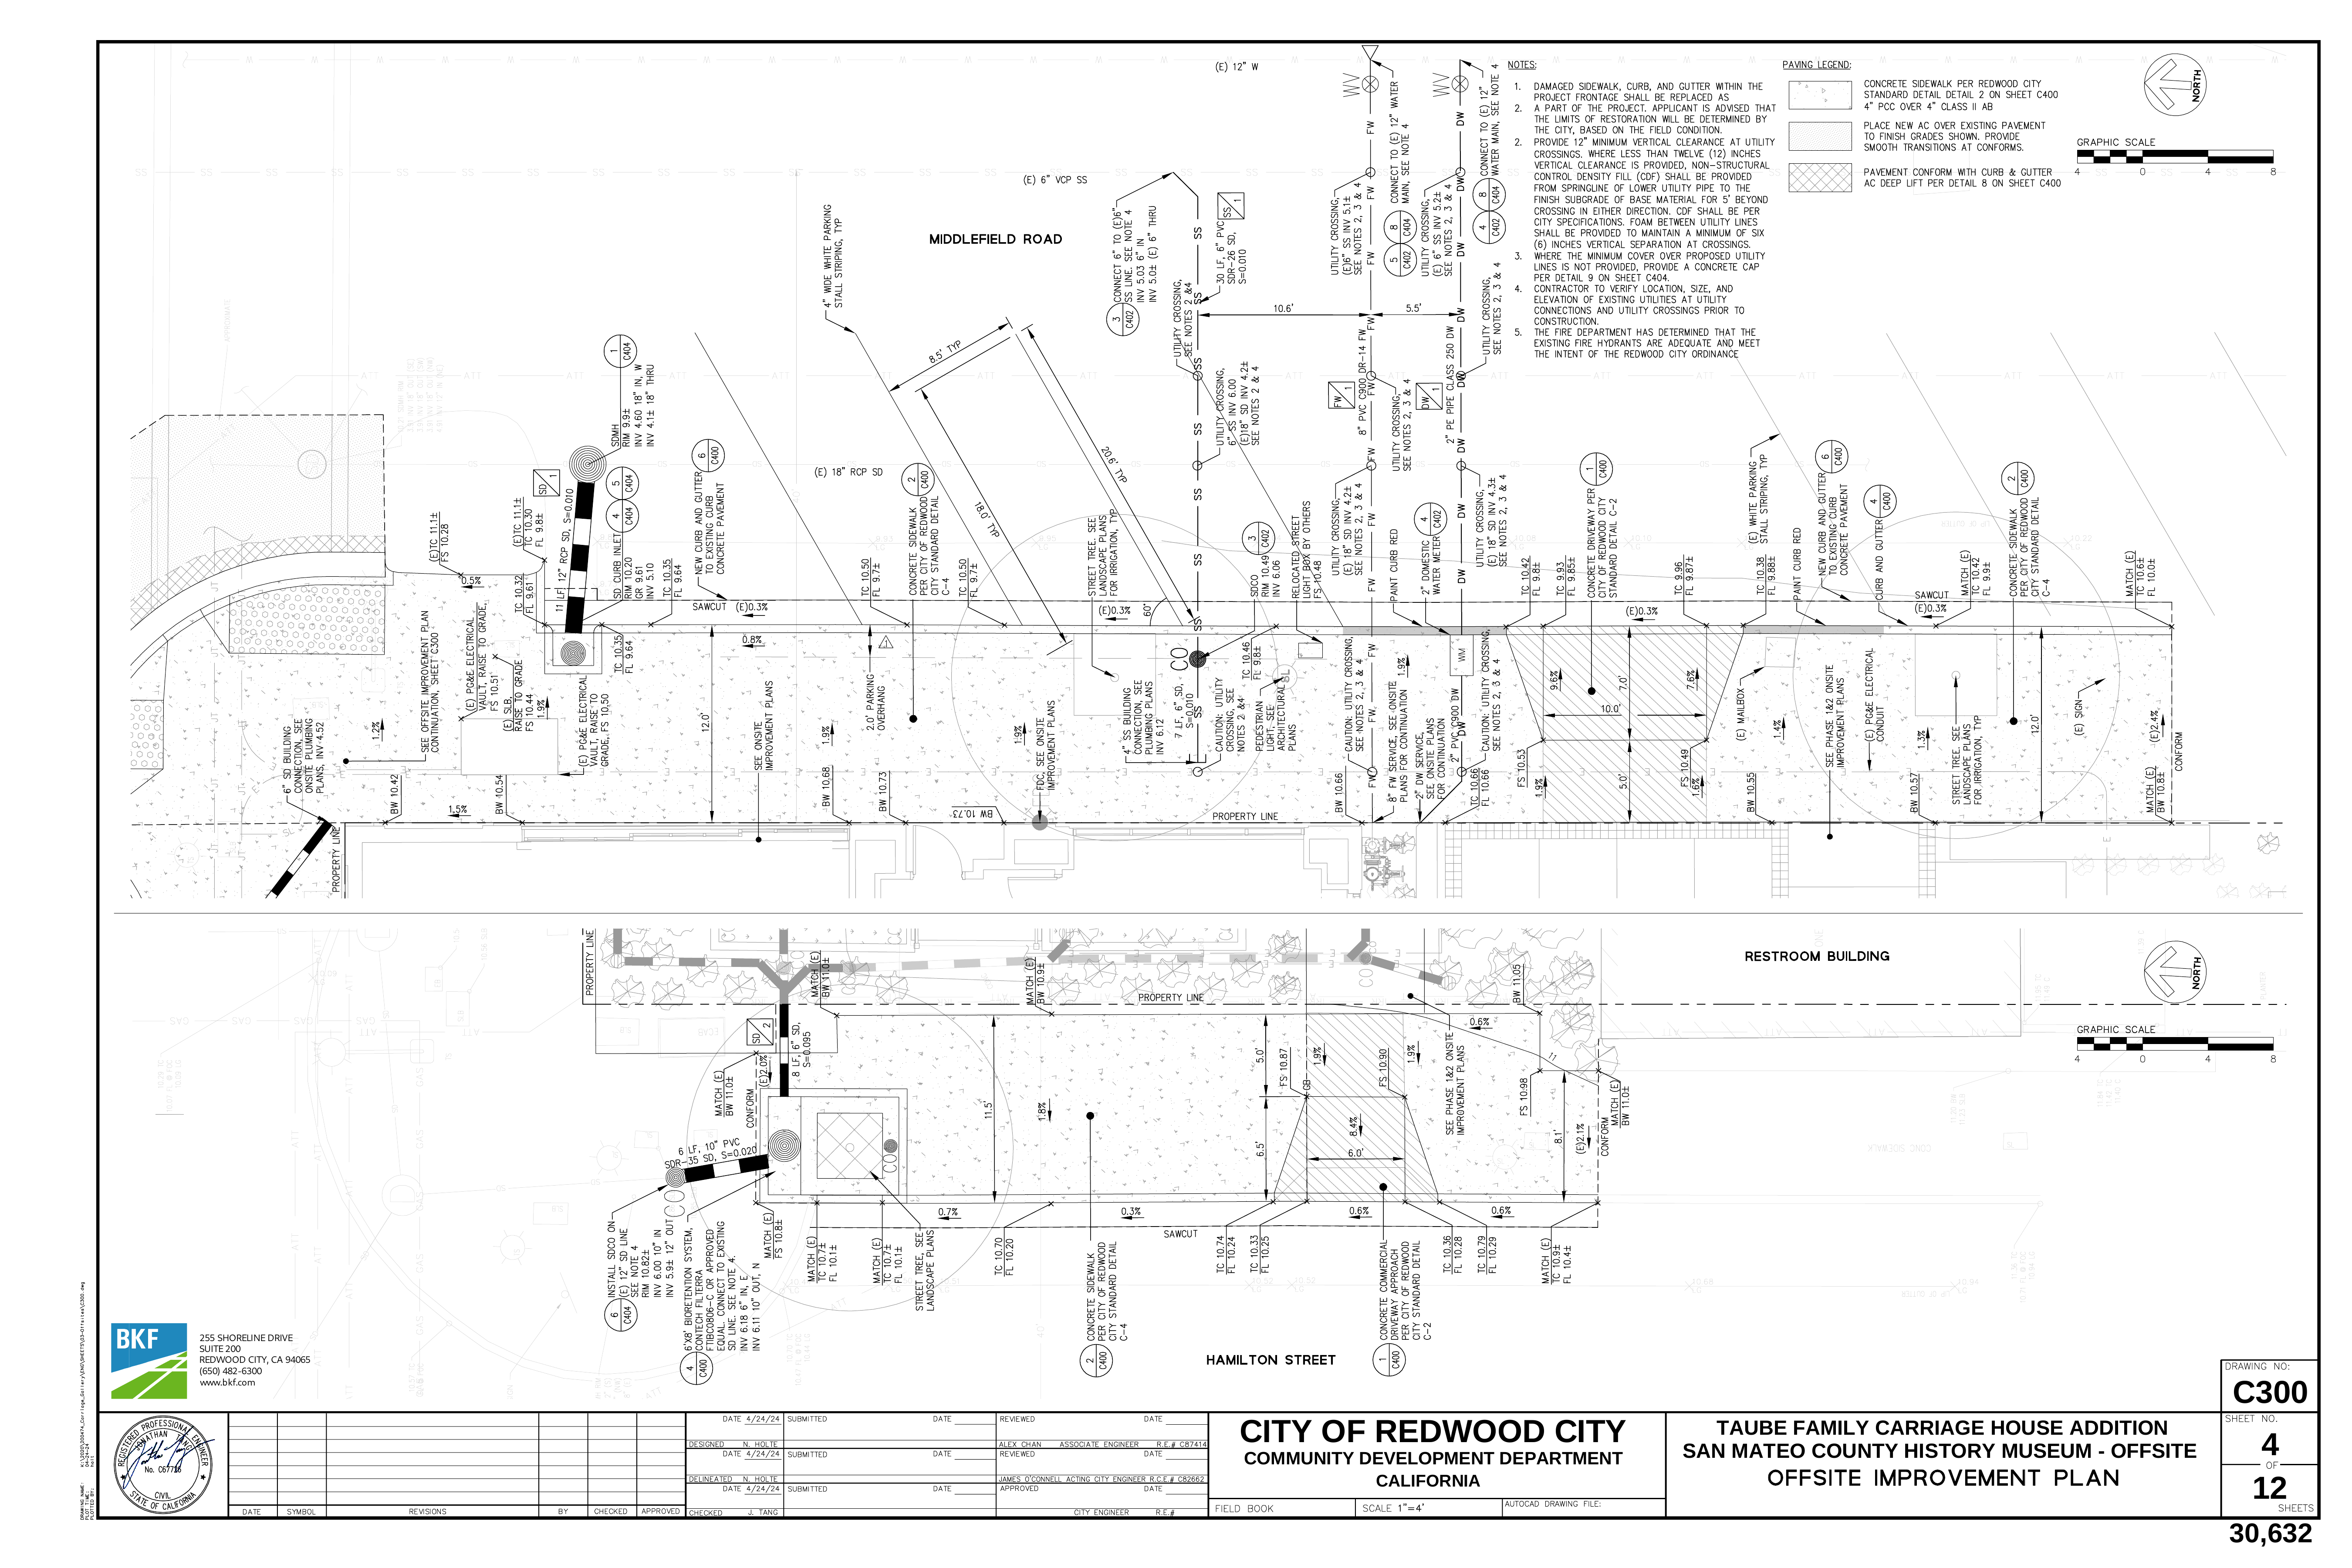 NOTES:
1. DAMAGED SIDEWALK, CURB, AND GUTTER WITHIN THE
PROJECT FRONTAGE SHALL BE REPLACED AS
2. A PART OF THE PROJECT. APPLICANT IS ADVISED THAT
THE LIMITS OF RESTORATION WILL BE DETERMINED BY
THE CITY, BASED ON THE FIELD CONDITION.
2. PROVIDE 12" MINIMUM VERTICAL CLEARANCE AT UTILITY
CROSSINGS. WHERE LESS THAN TWELVE (12) INCHES
VERTICAL CLEARANCE IS PROVIDED, NON-STRUCTURAL
CONTROL DENSITY FILL (CDF) SHALL BE PROVIDED
FROM SPRINGLINE OF LOWER UTILITY PIPE TO THE
FINISH SUBGRADE OF BASE MATERIAL FOR 5' BEYOND
CROSSING IN EITHER DIRECTION. CDF SHALL BE PER
CITY SPECIFICATIONS. FOAM BETWEEN UTILITY LINES
SHALL BE PROVIDED TO MAINTAIN A MINIMUM OF SIX
(6) INCHES VERTICAL SEPARATION AT CROSSINGS.
3. WHERE THE MINIMUM COVER OVER PROPOSED UTILITY
LINES IS NOT PROVIDED, PROVIDE A CONCRETE CAP
PER DETAIL 9 ON SHEET C404.
4. CONTRACTOR TO VERIFY LOCATION, SIZE, AND
ELEVATION OF EXISTING UTILITIES AT UTILITY
CONNECTIONS AND UTILITY CROSSINGS PRIOR TO
CONSTRUCTION.
5. THE FIRE DEPARTMENT HAS DETERMINED THAT THE
EXISTING FIRE HYDRANTS ARE ADEQUATE AND MEET
THE INTENT OF THE REDWOOD CITY ORDINANCE
PAVING LEGEND:
CONCRETE SIDEWALK PER REDWOOD CITY
STANDARD DETAIL DETAIL 2 ON SHEET C400
4" PCC OVER 4" CLASS II AB
PLACE NEW AC OVER EXISTING PAVEMENT
TO FINISH GRADES SHOWN. PROVIDE
SMOOTH TRANSITIONS AT CONFORMS.
PAVEMENT CONFORM WITH CURB & GUTTER
AC DEEP LIFT PER DETAIL 8 ON SHEET C400
NORTH
GRAPHIC SCALE
4 0 4 8
(E) 12" W
(E) 6" VCP SS
MIDDLEFIELD ROAD
4" WIDE WHITE PARKING
STALL STRIPING, TYP
3
C402
CONNECT 6" TO (E)6"
SS LINE. SEE NOTE 4
INV 5.03 6" IN
INV 5.0± (E) 6" THRU
UTILITY CROSSING,
SEE NOTES 2 &4
30 LF, 6" PVC
SDR-26 SD,
S=0.010
SS 1
UTILITY CROSSING,
(E)6" SS INV 5.1±
SEE NOTES 2, 3 & 4
CONNECT TO (E) 12" WATER
MAIN, SEE NOTE 4
5 C402
8 C404
UTILITY CROSSING,
(E) 6" SS INV 5.2±
SEE NOTES 2, 3 & 4
CONNECT TO (E) 12"
WATER MAIN, SEE NOTE 4
4 C402
8 C404
UTILITY CROSSING,
SEE NOTES 2, 3 & 4
10.6'
5.5'
8.5' TYP
20.6' TYP
18.0' TYP
60°
1
C404
SDMH
RIM 9.9±
INV 4.60 18" IN, W
INV 4.1± 18" THRU
SD 1
11 LF, 12" RCP SD, S=0.010
4 C404
5 C404
SD CURB INLET
RIM 10.20
GR 9.61
INV 5.10
6 C400
NEW CURB AND GUTTER
TO EXISTING CURB
CONCRETE PAVEMENT
(E) 18" RCP SD
2 C400
CONCRETE SIDEWALK
PER CITY OF REDWOOD
CITY STANDARD DETAIL
C-4
UTILITY CROSSING,
6" SS INV 6.00
(E)18" SD INV 4.2±
SEE NOTES 2 & 4
FW 1
8" PVC C900 DR-14 FW
UTILITY CROSSING,
SEE NOTES 2, 3 & 4
DW 1
2" PE PIPE CLASS 250 DW
UTILITY CROSSING,
(E) 18" SD INV 4.2±
SEE NOTES 2, 3 & 4
UTILITY CROSSING,
(E) 18" SD INV 4.3±
SEE NOTES 2, 3 & 4
STREET TREE, SEE
LANDSCAPE PLANS
FOR IRRIGATION, TYP
3 C402
SDCO
RIM 10.49
INV 6.06
RELOCATED STREET
LIGHT BOX BY OTHERS
FS 10.48
PAINT CURB RED
4 C402
2" DOMESTIC
WATER METER
1 C400
CONCRETE DRIVEWAY PER
CITY OF REDWOOD CITY
STANDARD DETAIL C-2
(E) WHITE PARKING
STALL STRIPING, TYP
PAINT CURB RED
6 C400
NEW CURB AND GUTTER
TO EXISTING CURB
CONCRETE PAVEMENT
4 C400
CURB AND GUTTER
2 C400
CONCRETE SIDEWALK
PER CITY OF REDWOOD
CITY STANDARD DETAIL
C-4
(E)TC 11.1±
FS 10.28
(E)TC 11.1±
TC 10.30
FL 9.8±
TC 10.32
FL 9.61
TC 10.35
FL 9.64
TC 10.35
FL 9.64
TC 10.50
FL 9.7±
TC 10.50
FL 9.7±
TC 10.46
FL 9.8±
TC 10.42
FL 9.8±
TC 9.93
FL 9.85±
TC 9.96
FL 9.87±
TC 10.38
FL 9.88±
MATCH (E)
TC 10.42
FL 9.9±
MATCH (E)
TC 10.6±
FL 10.0±
SAWCUT (E)0.3%
(E)0.3%
(E)0.3%
SAWCUT
(E)0.3%
0.5%
0.8%
6" SD BUILDING
CONNECTION, SEE
ONSITE PLUMBING
PLANS, INV 4.52
SEE OFFSITE IMPROVEMENT PLAN
CONTINUATION, SHEET C300
(E) PG&E ELECTRICAL
VAULT, RAISE TO GRADE,
FS 10.51
(E) SLB,
RAISE TO GRADE
FS 10.44
(E) PG&E ELECTRICAL
VAULT, RAISE TO
GRADE, FS 10.50
SEE ONSITE
IMPROVEMENT PLANS
2.0' PARKING
OVERHANG
1
FDC, SEE ONSITE
IMPROVEMENT PLANS
4" SS BUILDING
CONNECTION, SEE
PLUMBING PLANS
INV 6.12
7 LF, 6" SD,
S=0.010
CO
CAUTION: UTILITY
CROSSING, SEE
NOTES 2 &4
PEDESTRIAN
LIGHT, SEE
ARCHITECTURAL
PLANS
CAUTION: UTILITY CROSSING,
SEE NOTES 2, 3 & 4
8" FW SERVICE, SEE ONSITE
PLANS FOR CONTINUATION
2" DW SERVICE,
SEE ONSITE PLANS
FOR CONTINUATION
2" PVC C900 DW
WM
CAUTION: UTILITY CROSSING,
SEE NOTES 2, 3 & 4
(E) MAILBOX
SEE PHASE 1&2 ONSITE
IMPROVEMENT PLANS
(E) PG&E ELECTRICAL
CONDUIT
STREET TREE, SEE
LANDSCAPE PLANS
FOR IRRIGATION, TYP
(E) SIGN
CONFORM
1.2%
1.9%
12.0'
1.9%
1.9%
1.9%
9.6%
7.0'
7.6%
10.0'
5.0'
1.9%
1.6%
1.4%
1.3%
12.0'
(E)2.4%
1.5%
BW 10.42
BW 10.54
BW 10.68
BW 10.73
BW 10.73
BW 10.66
TC 10.66
FL 10.66
FS 10.53
FS 10.49
BW 10.55
BW 10.57
MATCH (E)
BW 10.8±
PROPERTY LINE
PROPERTY LINE
PROPERTY LINE
PROPERTY LINE
RESTROOM BUILDING
NORTH
GRAPHIC SCALE
4 0 4 8
MATCH (E)
BW 11.0±
MATCH (E)
BW 10.9±
BW 11.05
SD 2
8 LF, 6" SD,
S=0.095
(E)2.0%
MATCH (E)
BW 11.0±
CONFORM
6 LF, 10" PVC
SDR-35 SD, S=0.020
CO
CO
11.5'
1.8%
5.0'
6.5'
FS 10.87
1.9%
GB
FS 10.90
1.9%
8.4%
6.0'
SEE PHASE 1&2 ONSITE
IMPROVEMENT PLANS
0.6%
11
FS 10.98
8.1'
(E)2.1%
CONFORM
MATCH (E)
BW 11.0±
0.7%
0.3%
0.6%
0.6%
SAWCUT
6 C404
INSTALL SDCO ON
(E) 12" SD LINE
SEE NOTE 4
RIM 10.82±
INV 6.00 10" IN
INV 5.9± 12" OUT
4 C400
6'X8' BIORETENTION SYSTEM,
CONTECH FILTERRA
FTIBC0806-C OR APPROVED
EQUAL. CONNECT TO EXISTING
SD LINE. SEE NOTE 4.
INV 6.18 6" IN, E
INV 6.11 10" OUT, N
MATCH (E)
FS 10.8±
MATCH (E)
TC 10.7±
FL 10.1±
MATCH (E)
TC 10.7±
FL 10.1±
STREET TREE, SEE
LANDSCAPE PLANS
TC 10.70
FL 10.20
2 C400
CONCRETE SIDEWALK
PER CITY OF REDWOOD
CITY STANDARD DETAIL
C-4
TC 10.74
FL 10.24
TC 10.33
FL 10.25
1 C400
CONCRETE COMMERCIAL
DRIVEWAY APPROACH
PER CITY OF REDWOOD
CITY STANDARD DETAIL
C-2
TC 10.36
FL 10.28
TC 10.79
FL 10.29
MATCH (E)
TC 10.9±
FL 10.4±
HAMILTON STREET
BKF
255 SHORELINE DRIVE
SUITE 200
REDWOOD CITY, CA 94065
(650) 482-6300
www.bkf.com
REGISTERED PROFESSIONAL ENGINEER
JONATHAN TANG
No. C67726
CIVIL
STATE OF CALIFORNIA
DATE SYMBOL REVISIONS BY CHECKED APPROVED
DATE 4/24/24
DESIGNED N. HOLTE
DATE 4/24/24
DELINEATED N. HOLTE
DATE 4/24/24
CHECKED J. TANG
SUBMITTED DATE
SUBMITTED DATE
SUBMITTED DATE
REVIEWED DATE
ALEX CHAN ASSOCIATE ENGINEER R.E.# C87414
REVIEWED DATE
JAMES O'CONNELL ACTING CITY ENGINEER R.C.E.# C82662
APPROVED DATE
CITY ENGINEER R.E.#
CITY OF REDWOOD CITY
COMMUNITY DEVELOPMENT DEPARTMENT
CALIFORNIA
FIELD BOOK
SCALE 1"=4'
AUTOCAD DRAWING FILE:
TAUBE FAMILY CARRIAGE HOUSE ADDITION
SAN MATEO COUNTY HISTORY MUSEUM - OFFSITE
OFFSITE IMPROVEMENT PLAN
DRAWING NO:
C300
SHEET NO.
4
OF
12
SHEETS
30,632